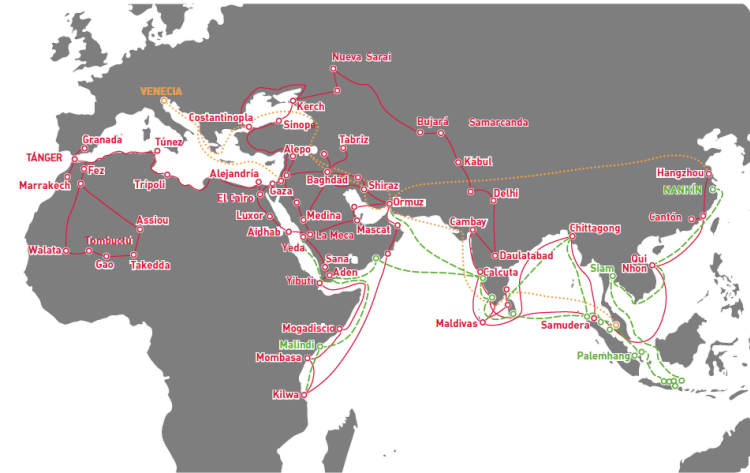 Nueva Sarai
VENECIA
Kerch
Costantinopla
Sinope
Bujará
Samarcanda
Granada
Túnez
Alepo
Tabriz
TÁNGER
Fez
Kabul
Marrakech
Trípoli
Alejandría
Gaza
Baghdad
Shiraz
Hangzhou
El Cairo
Ormuz
Delhi
NANKÍN
Luxor
Medina
Assiou
Aidhab
La Meca
Mascat
Cambay
Chittagong
Cantón
Walata
Tombuctú
Yeda
Gao
Takedda
Sana
Daulatabad
Qui
Nhon
Adén
Calcuta
Siam
Yibuti
Mogadiscio
Maldivas
Samudera
Malindi
Mombasa
Palemhang
Kilwa